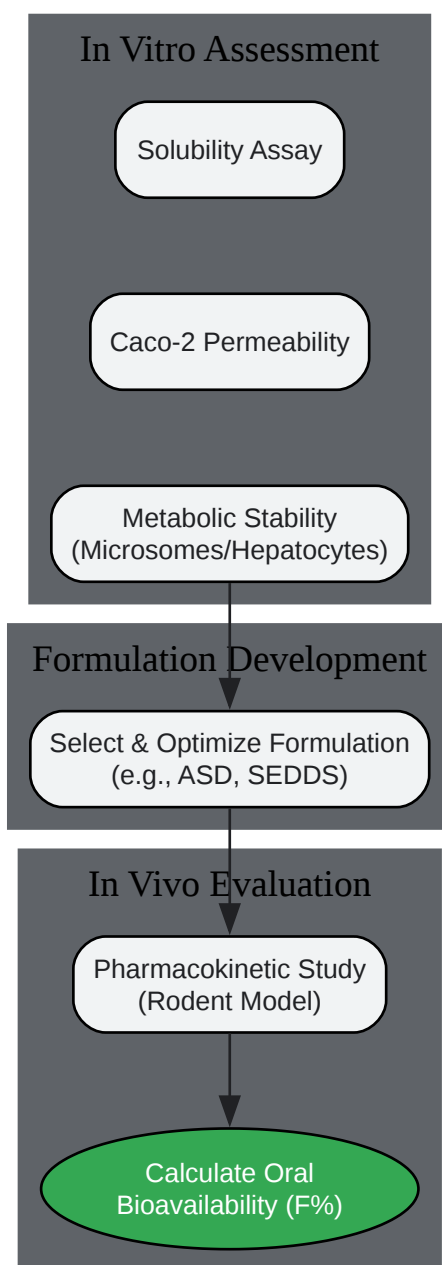 In Vitro Assessment
Solubility Assay
Caco-2 Permeability
Metabolic Stability
(Microsomes/Hepatocytes)
Formulation Development
Select & Optimize Formulation
(e.g., ASD, SEDDS)
In Vivo Evaluation
Pharmacokinetic Study
(Rodent Model)
Calculate Oral
Bioavailability (F%)